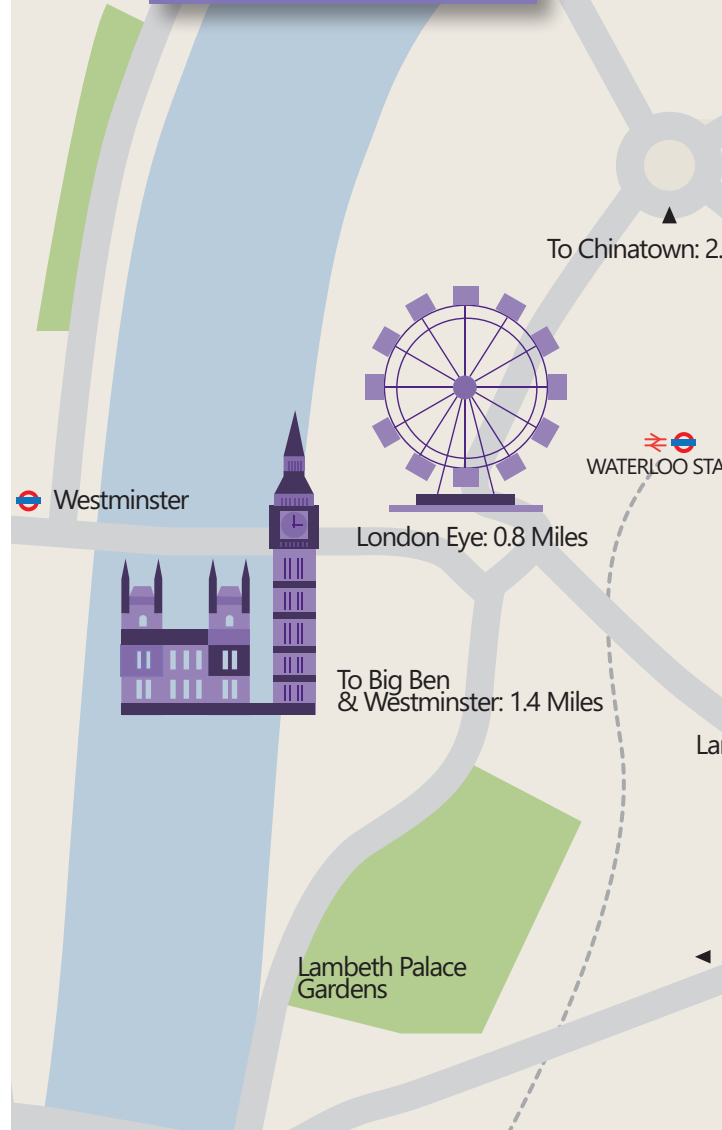 To Chinatown: 2.
WATERLOO STA
Westminster
London Eye: 0.8 Miles
To Big Ben
& Westminster: 1.4 Miles
Lar
Lambeth Palace
Gardens